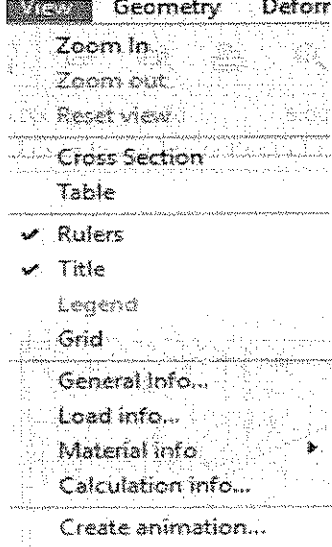 View Geometry Deforr
Zoom In
Zoom out
Reset view
Cross Section
Table
✔ Rulers
✔ Title
Legend
Grid
General Info...
Load info...
Material info
Calculation info...
Create animation...